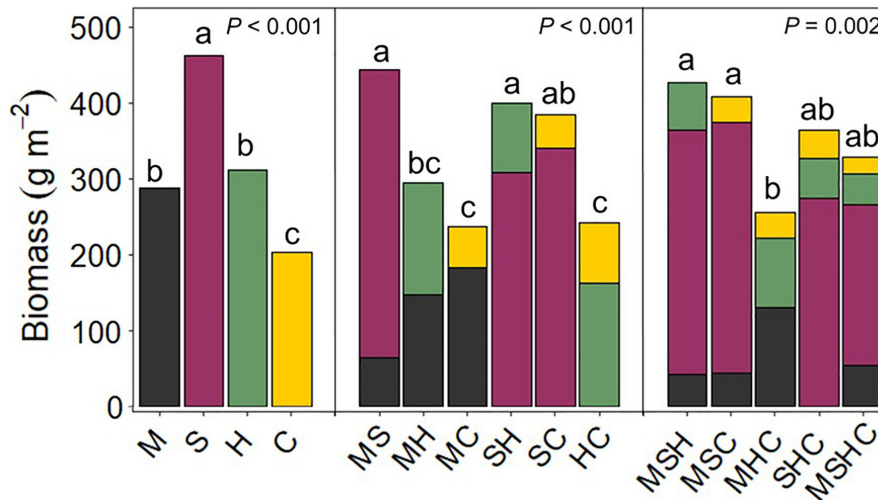 Biomass (g m⁻²)
500
400
300
200
100
0
P < 0.001
b
a
b
c
M
S
H
C
P < 0.001
a
bc
c
a
ab
c
MS
MH
MC
SH
SC
HC
P = 0.002
a
a
b
ab
ab
MSH
MSC
MHC
SHC
MSHC